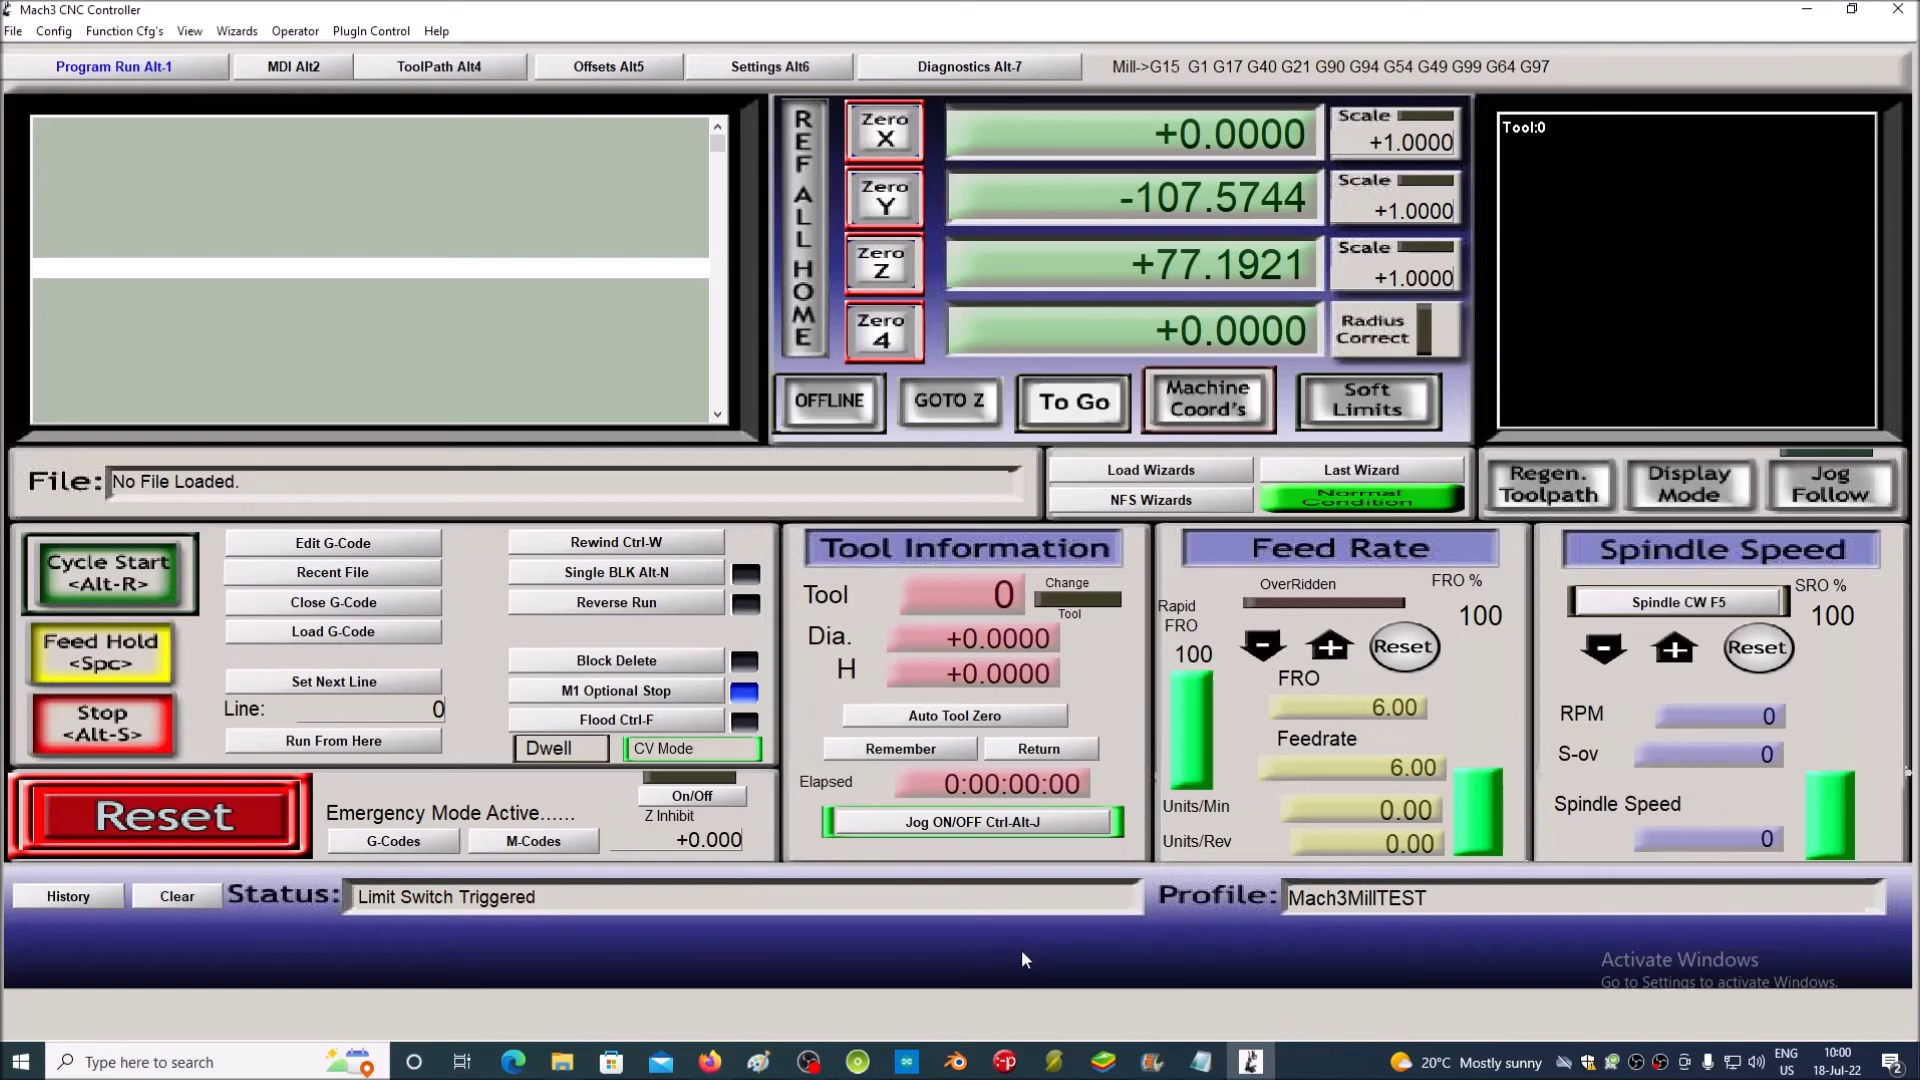 Mach3 CNC Controller
File Config Function Cfg's View Wizards Operator PlugIn Control Help
Program Run Alt-1 MDI Alt2 ToolPath Alt4 Offsets Alt5 Settings Alt6 Diagnostics Alt-7 Mill->G15 G1 G17 G40 G21 G90 G94 G54 G49 G99 G64 G97
REF ALL HOME
Zero X +0.0000 Scale +1.0000
Zero Y -107.5744 Scale +1.0000
Zero Z +77.1921 Scale +1.0000
Zero 4 +0.0000 Radius Correct
OFFLINE GOTO Z To Go Machine Coord's Soft Limits
Tool:0
File: No File Loaded.
Load Wizards Last Wizard
NFS Wizards Normal Condition
Regen. Toolpath Display Mode Jog Follow
Cycle Start <Alt-R>
Feed Hold <Spc>
Stop <Alt-S>
Edit G-Code
Recent File
Close G-Code
Load G-Code
Set Next Line
Line: 0
Run From Here
Rewind Ctrl-W
Single BLK Alt-N
Reverse Run
Block Delete
M1 Optional Stop
Flood Ctrl-F
Dwell CV Mode
Reset
Emergency Mode Active......
G-Codes M-Codes
On/Off
Z Inhibit
+0.000
Tool Information
Tool 0 Change Tool
Dia. +0.0000
H +0.0000
Auto Tool Zero
Remember Return
Elapsed 0:00:00:00
Jog ON/OFF Ctrl-Alt-J
Feed Rate
OverRidden FRO %
100
Rapid FRO
100
Reset
FRO
6.00
Feedrate
6.00
Units/Min 0.00
Units/Rev 0.00
Spindle Speed
Spindle CW F5 SRO %
100
Reset
RPM 0
S-ov 0
Spindle Speed
0
History Clear Status: Limit Switch Triggered Profile: Mach3MillTEST
Activate Windows
Go to Settings to activate Windows.
Type here to search
20°C Mostly sunny
ENG
US
10:00
18-Jul-22
2